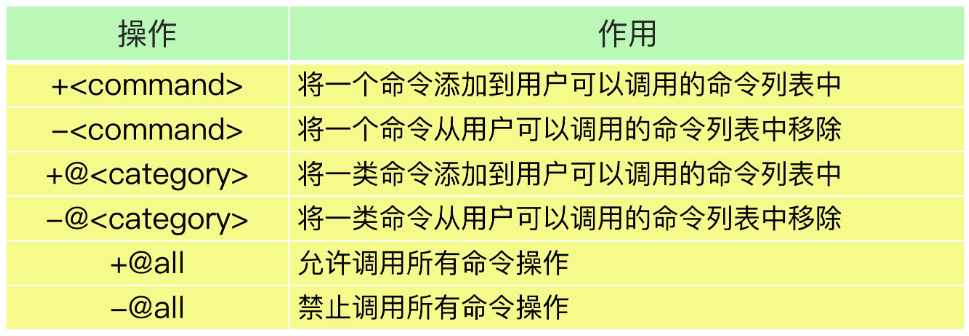 操作 作用
+<command> 将一个命令添加到用户可以调用的命令列表中
–<command> 将一个命令从用户可以调用的命令列表中移除
+@<category> 将一类命令添加到用户可以调用的命令列表中
–@<category> 将一类命令从用户可以调用的命令列表中移除
+@all 允许调用所有命令操作
–@all 禁止调用所有命令操作